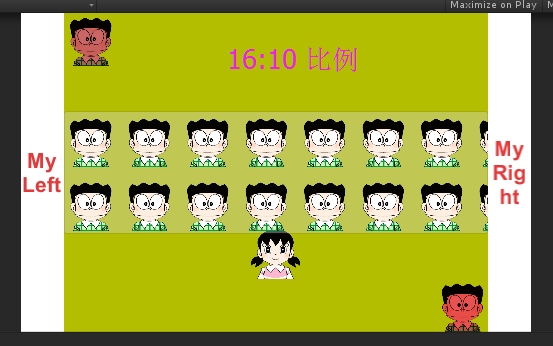 Maximize on Play
M
16:10 比例
My
Left
My
Rig
ht